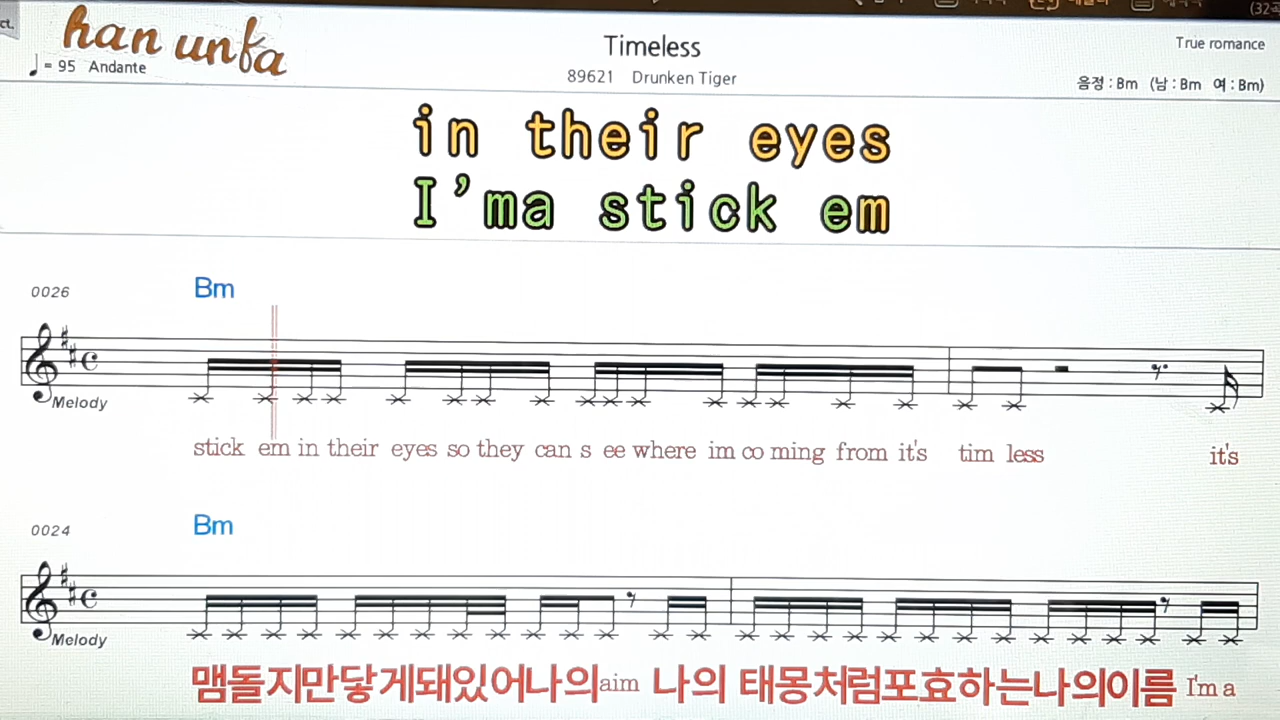 ct.
han unfa
Timeless
True romance
♩ = 95 Andante
89621 Drunken Tiger
음정 : Bm (남 : Bm 여 : Bm)
in their eyes
I'ma stick em
0026
Bm
Melody
stick em in their eyes so they can s ee where im co ming from it's tim less it's
0024
Bm
Melody
맴돌지만닿게돼있어나의aim 나의 태몽처럼포효하는나의이름 I'm a